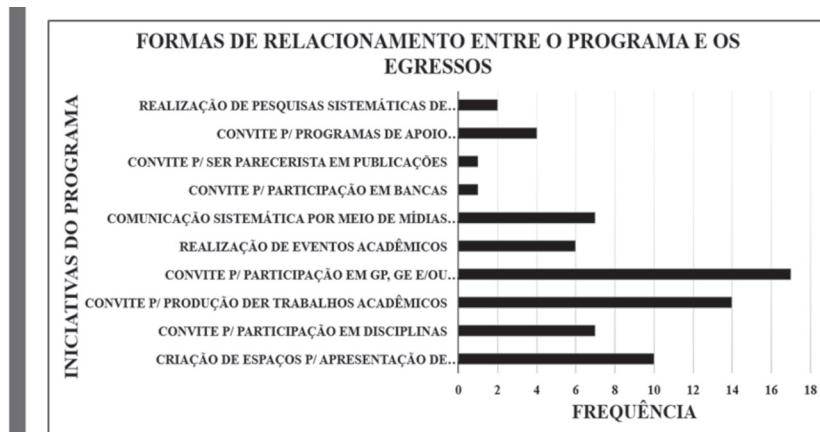 FORMAS DE RELACIONAMENTO ENTRE O PROGRAMA E OS
EGRESSOS
INICIATIVAS DO PROGRAMA
REALIZAÇÃO DE PESQUISAS SISTEMÁTICAS DE..
CONVITE P/ PROGRAMAS DE APOIO..
CONVITE P/ SER PARECERISTA EM PUBLICAÇÕES
CONVITE P/ PARTICIPAÇÃO EM BANCAS
COMUNICAÇÃO SISTEMÁTICA POR MEIO DE MÍDIAS..
REALIZAÇÃO DE EVENTOS ACADÊMICOS
CONVITE P/ PARTICIPAÇÃO EM GP, GE E/OU..
CONVITE P/ PRODUÇÃO DER TRABALHOS ACADÊMICOS
CONVITE P/ PARTICIPAÇÃO EM DISCIPLINAS
CRIAÇÃO DE ESPAÇOS P/ APRESENTAÇÃO DE..
0 2 4 6 8 10 12 14 16 18
FREQUÊNCIA